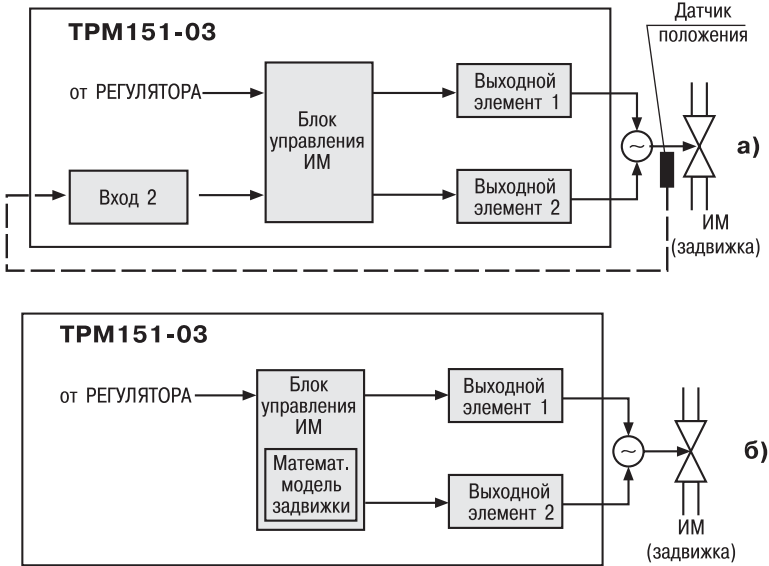 ТРМ151-03
Датчик
положения
от РЕГУЛЯТОРА
Блок
управления
ИМ
Выходной
элемент 1
~
а)
Вход 2
Выходной
элемент 2
ИМ
(задвижка)
ТРМ151-03
от РЕГУЛЯТОРА
Блок
управления
ИМ
Математ.
модель
задвижки
Выходной
элемент 1
~
б)
Выходной
элемент 2
ИМ
(задвижка)